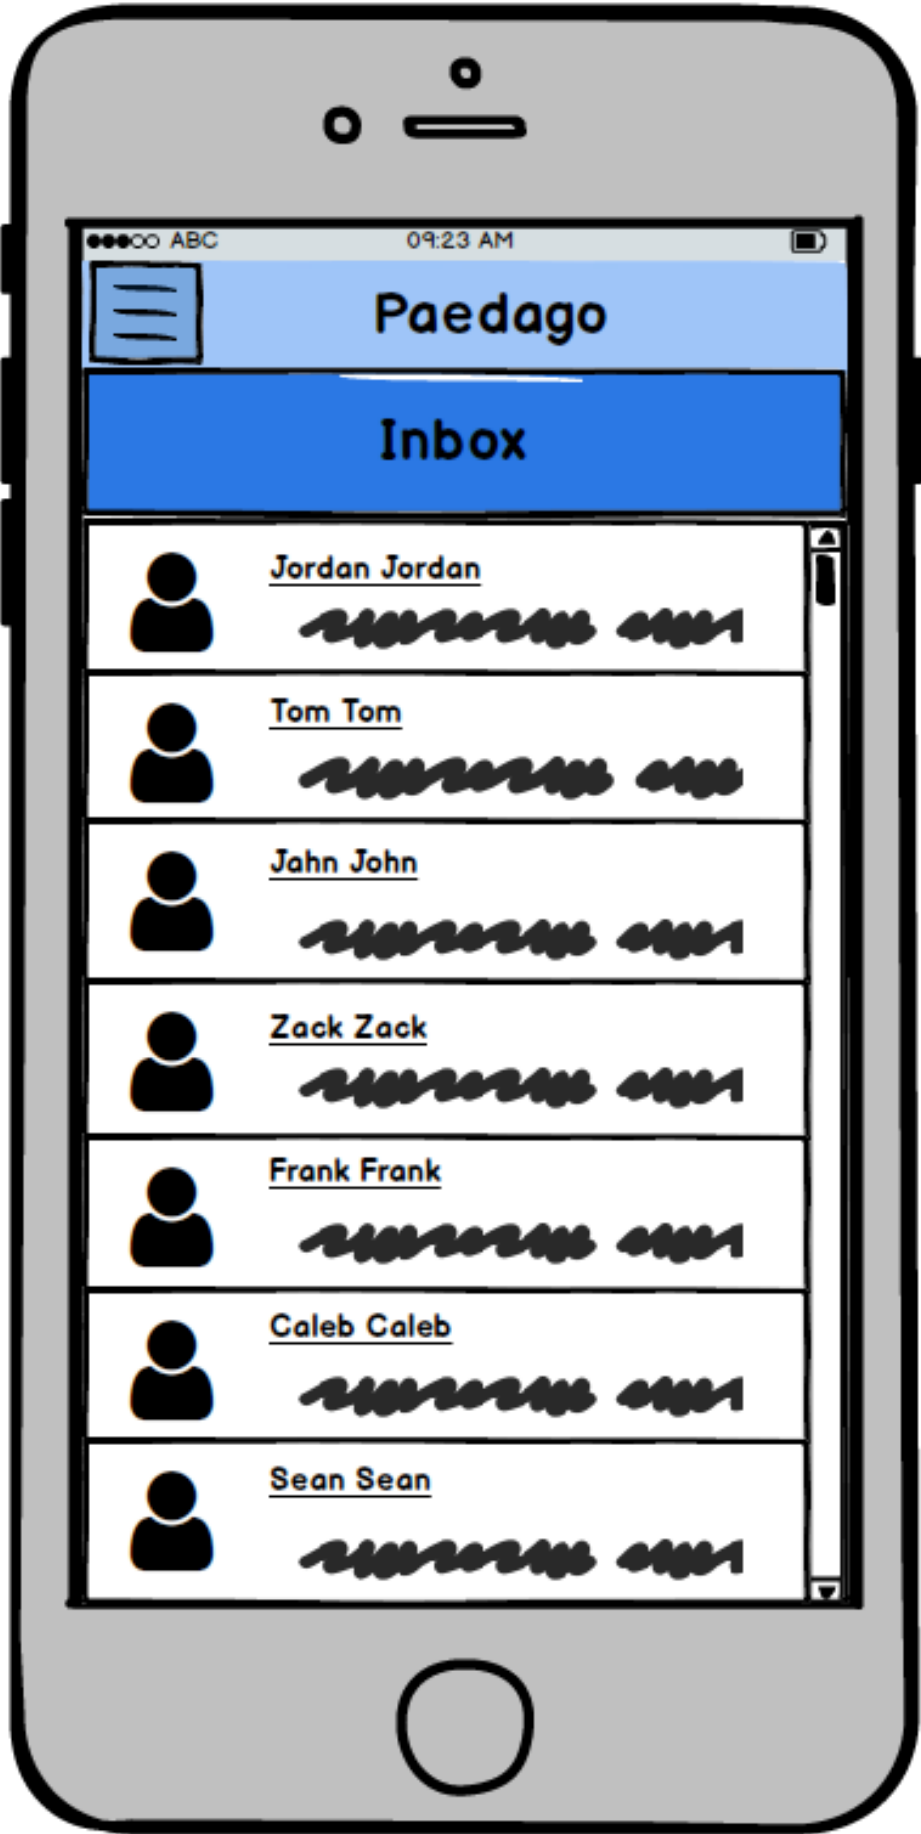 ABC 09:23 AM
Paedago
Inbox
Jordan Jordan
Tom Tom
Jahn John
Zack Zack
Frank Frank
Caleb Caleb
Sean Sean